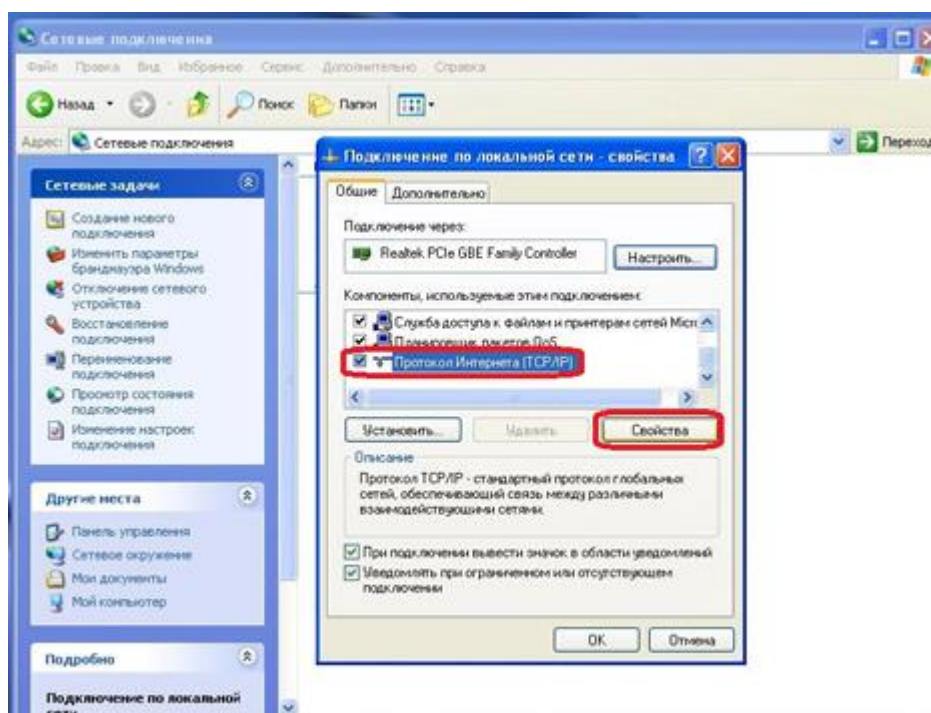 Сетевые подключения
Файл Правка Вид Избранное Сервис Дополнительно Справка
Назад Поиск Папки
Адрес: Сетевые подключения Переход
Сетевые задачи
Создание нового
подключения
Изменить параметры
брандмауэра Windows
Отключение сетевого
устройства
Восстановление
подключения
Переименование
подключения
Просмотр состояния
подключения
Изменение настроек
подключения
Другие места
Панель управления
Сетевое окружение
Мои документы
Мой компьютер
Подробно
Подключение по локальной
сети
Подключение по локальной сети - свойства
Общие Дополнительно
Подключение через:
Realtek PCIe GBE Family Controller Настроить...
Компоненты, используемые этим подключением:
Служба доступа к файлам и принтерам сетей Micr
Планировщик пакетов QoS
Протокол Интернета (TCP/IP)
Установить... Удалить Свойства
Описание
Протокол TCP/IP - стандартный протокол глобальных
сетей, обеспечивающий связь между различными
взаимодействующими сетями.
При подключении вывести значок в области уведомлений
Уведомлять при ограниченном или отсутствующем
подключении
OK Отмена